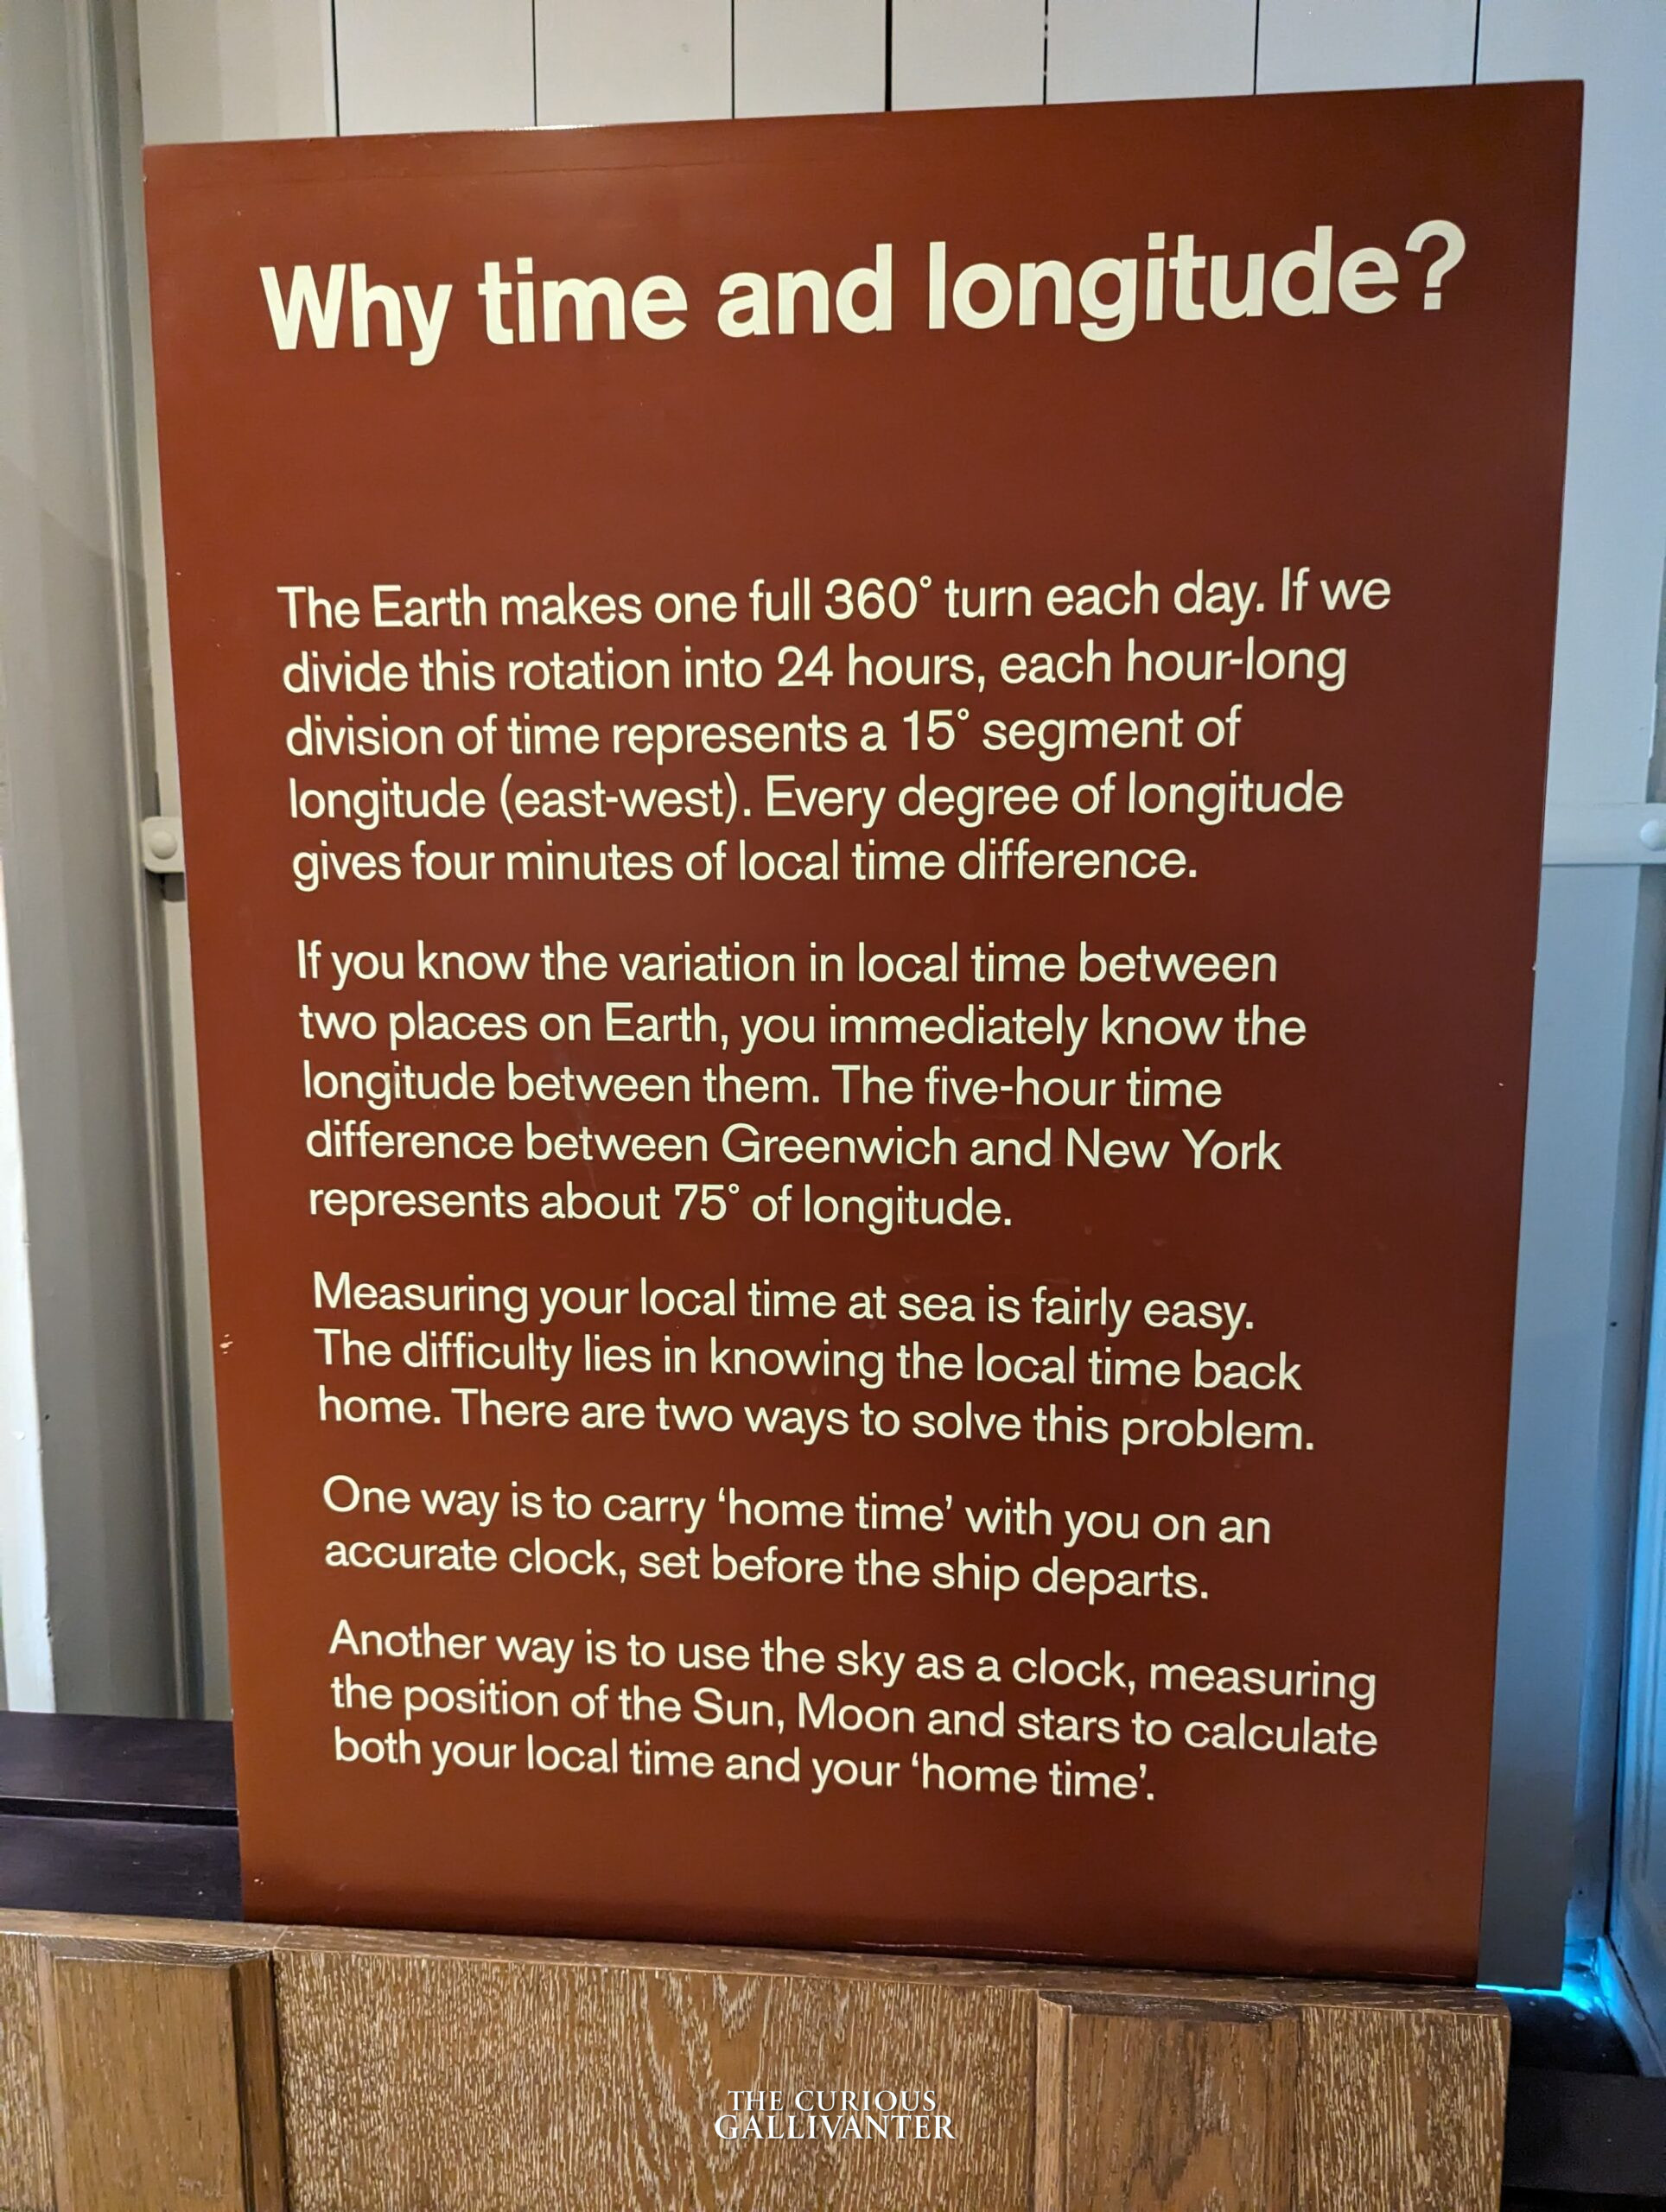 Why time and longitude?
The Earth makes one full 360° turn each day. If we
divide this rotation into 24 hours, each hour-long
division of time represents a 15° segment of
longitude (east-west). Every degree of longitude
gives four minutes of local time difference.
If you know the variation in local time between
two places on Earth, you immediately know the
longitude between them. The five-hour time
difference between Greenwich and New York
represents about 75° of longitude.
Measuring your local time at sea is fairly easy.
The difficulty lies in knowing the local time back
home. There are two ways to solve this problem.
One way is to carry ‘home time’ with you on an
accurate clock, set before the ship departs.
Another way is to use the sky as a clock, measuring
the position of the Sun, Moon and stars to calculate
both your local time and your ‘home time’.
THE CURIOUS
GALLIVANTER